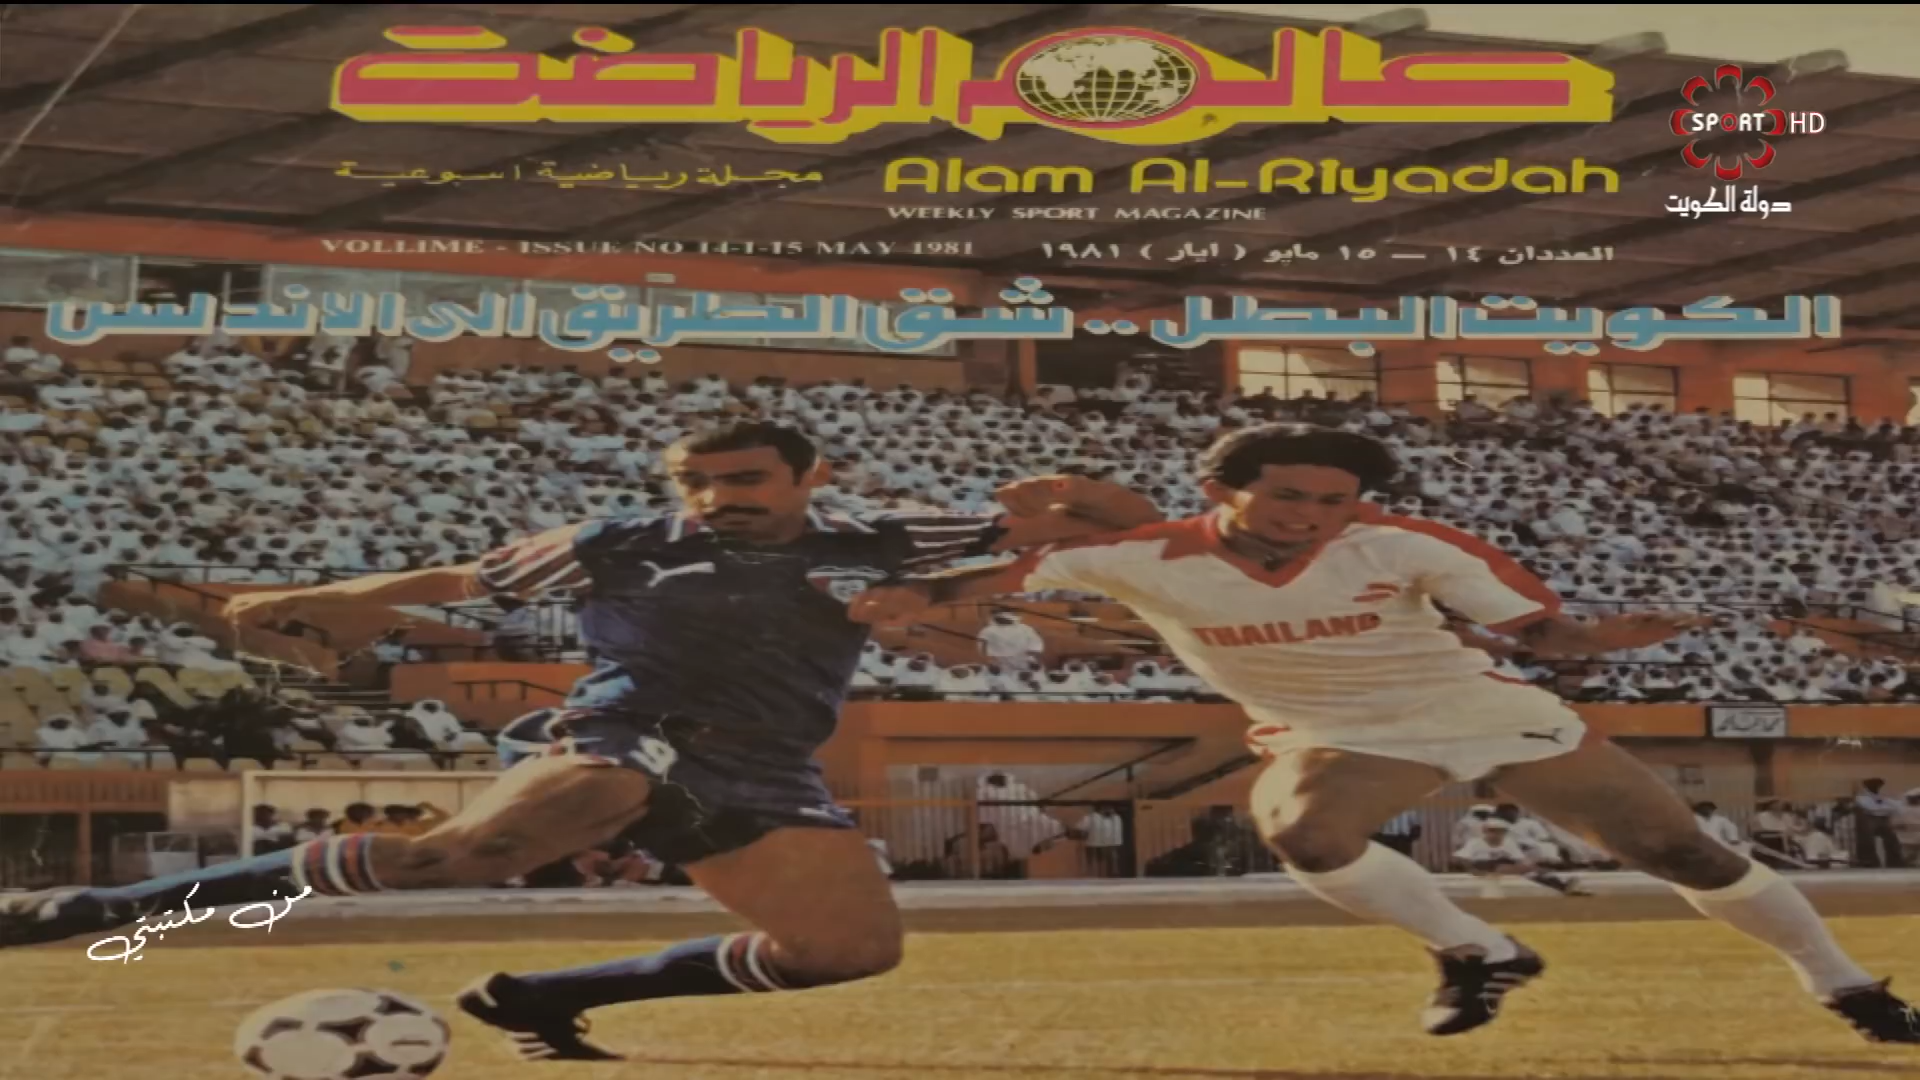 عالم الرياضة
SPORT HD
دولة الكويت
Alam Al-Riyadah
مجلة رياضية اسبوعية
WEEKLY SPORT MAGAZINE
VOLLIME - ISSUE NO 14-1-15 MAY 1981
العددان ١٤ — ١٥ مايو ( ايار ) ١٩٨١
الكويت البطل .. شق الطريق الى الاندلس
THAILAND
من مكتبتي